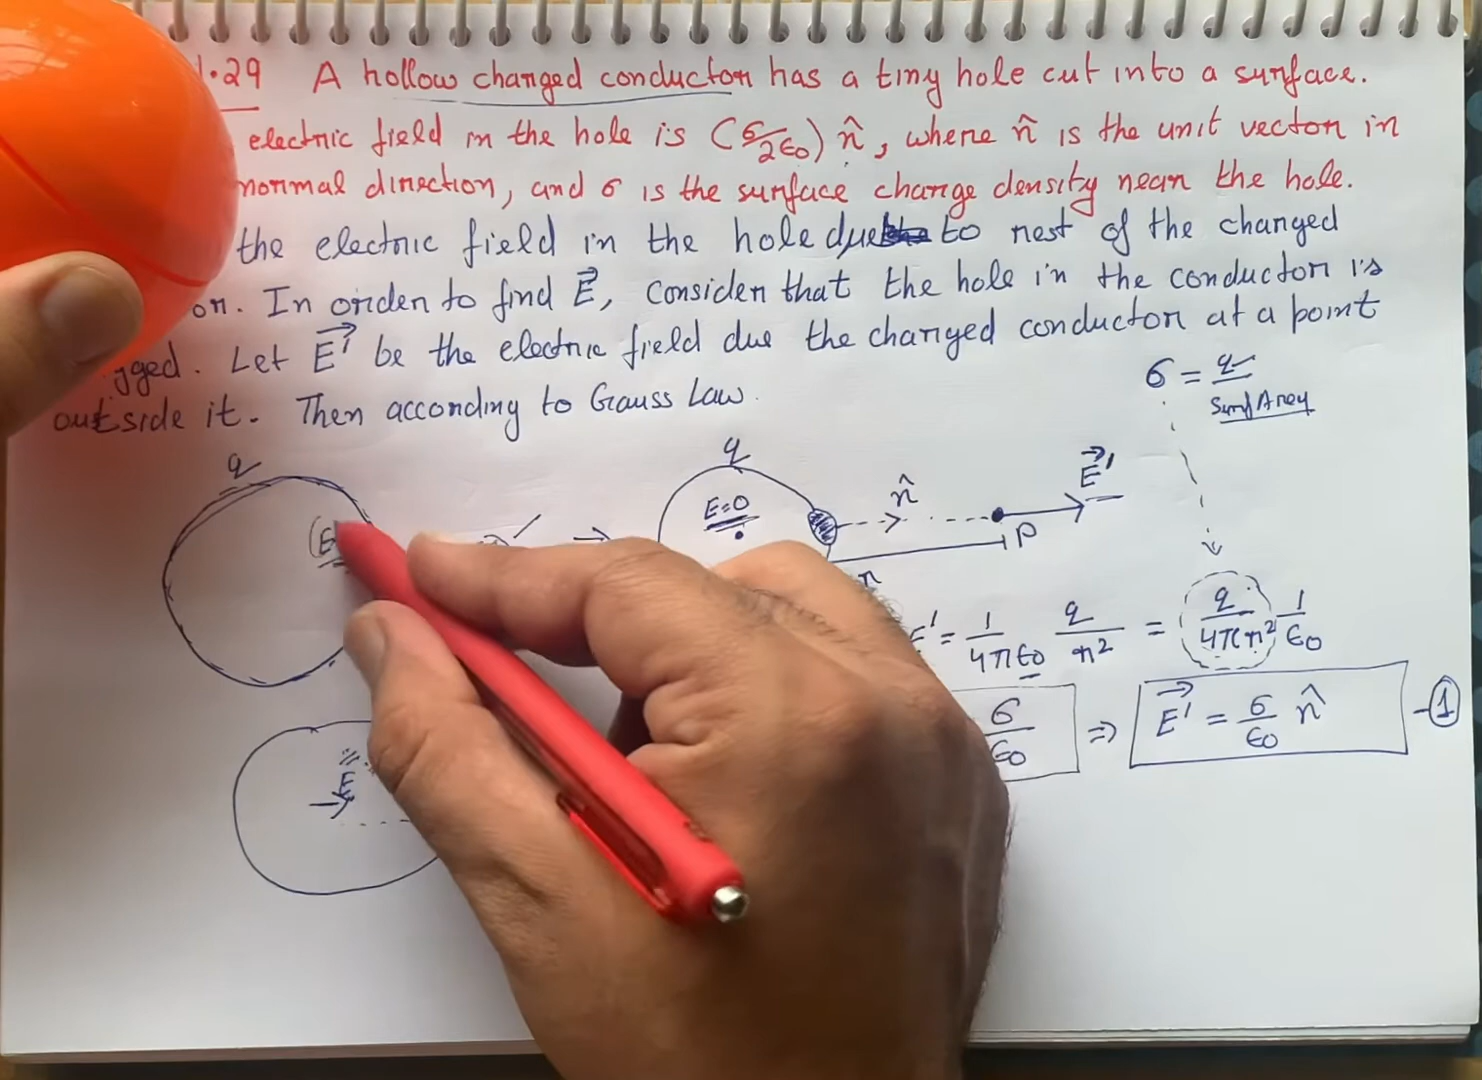 1.29 A hollow charged conductor has a tiny hole cut into a surface.
electric field in the hole is (σ/2ε0) n̂, where n̂ is the unit vector in
normal direction, and σ is the surface charge density near the hole.
the electric field in the hole due to rest of the charged
or. In order to find E⃗, Consider that the hole in the conductor is
gged. Let E⃗' be the electric field due the charged conductor at a point
outside it. Then according to Gauss Law.
σ = q/Surf Area
q
q
E=0
n̂
E⃗'
P
r
E
E' = 1/4πε0 q/r² = q/4πr² 1/ε0
σ/ε0 ⇒ E⃗' = σ/ε0 n̂ -①
E